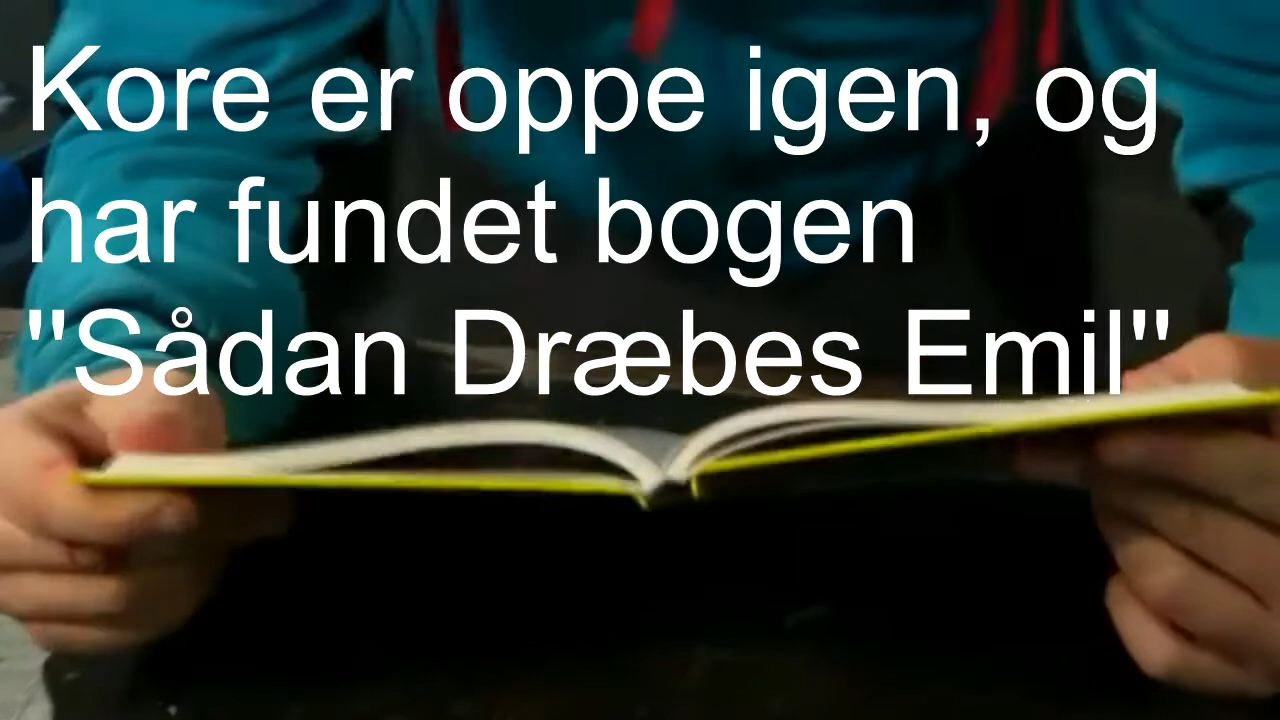 Kore er oppe igen, og
har fundet bogen
"Sådan Dræbes Emil"